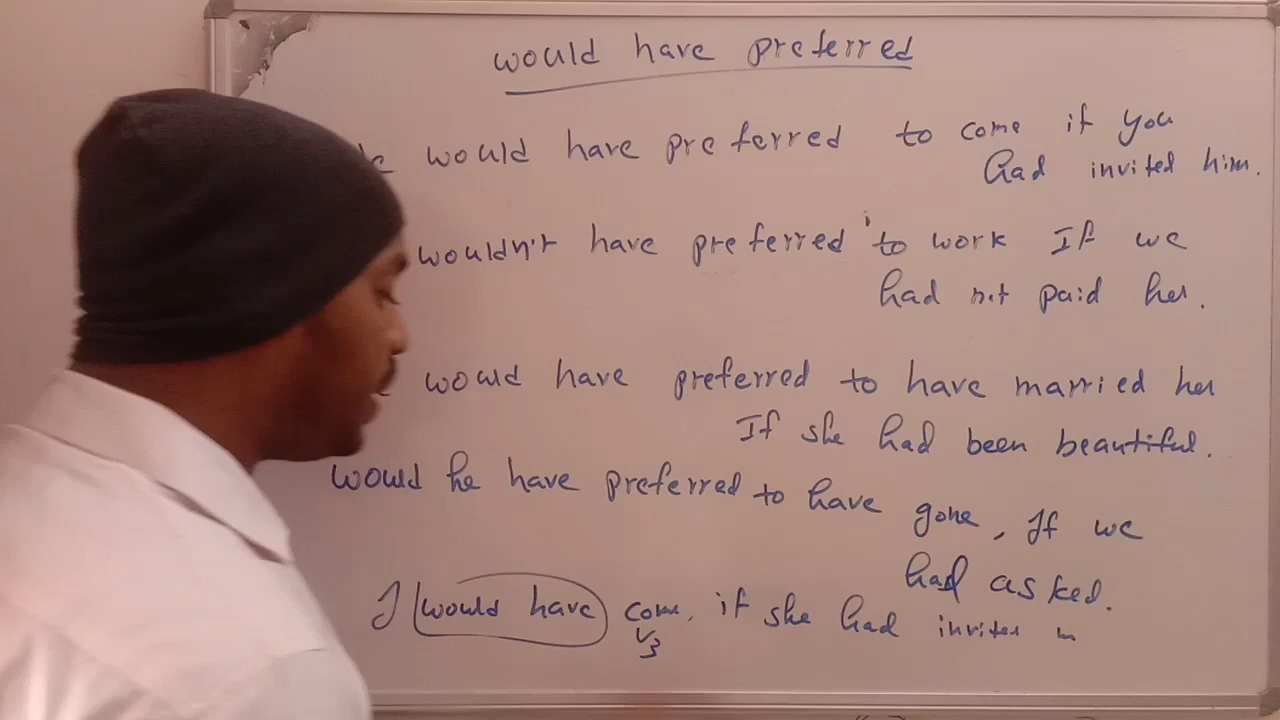 would have preferred
would have preferred to come if you
had invited him.
wouldn't have preferred to work If we
had not paid her.
would have preferred to have married her
If she had been beautiful.
would he have preferred to have gone, If we
had asked.
I would have come, if she had invited
V3